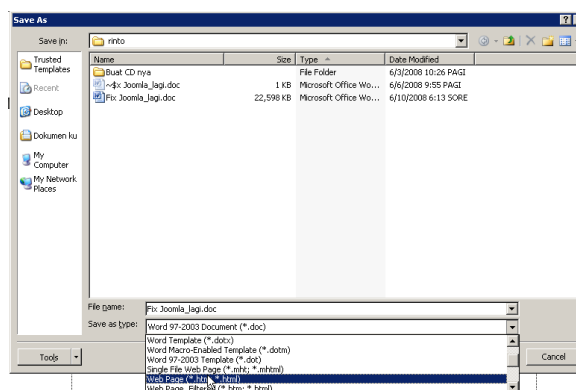 Save As
Save in: rinto
Trusted Templates
Recent
Desktop
Dokumen ku
My Computer
My Network Places
Name Size Type Date Modified
Buat CD nya File Folder 6/3/2008 10:26 PAGI
~$x Joomla_lagi.doc 1 KB Microsoft Office Wo... 6/6/2008 9:55 PAGI
Fix Joomla_lagi.doc 22,598 KB Microsoft Office Wo... 6/10/2008 6:13 SORE
File name: Fix Joomla_lagi.doc
Save as type: Word 97-2003 Document (*.doc)
Word Template (*.dotx)
Word Macro-Enabled Template (*.dotm)
Word 97-2003 Template (*.dot)
Single File Web Page (*.mht; *.mhtml)
Web Page (*.htm; *.html)
Web Page, Filtered (*.htm; *.html)
Tools
Cancel